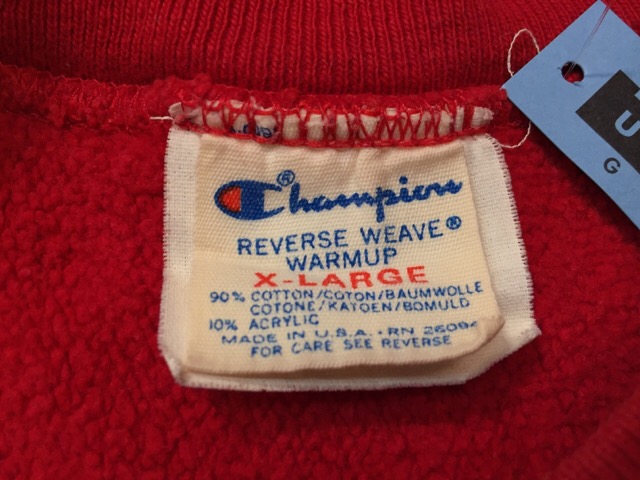 Champion®
REVERSE WEAVE®
WARMUP
X-LARGE
90% COTTON/COTON/BAUMWOLLE
COTONE/KATOEN/BOMULD
10% ACRYLIC
MADE IN U.S.A. · RN 26094
FOR CARE SEE REVERSE
U
G